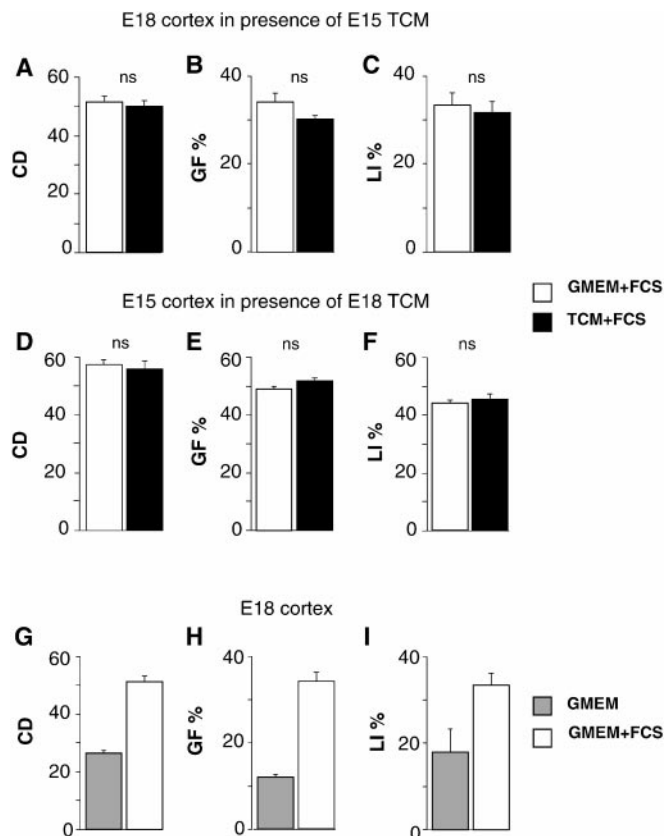 E18 cortex in presence of E15 TCM
A B C
ns ns ns
60 40 40
40
20 20
20
0 0 0
CD GF % LI %
GMEM+FCS
TCM+FCS
E15 cortex in presence of E18 TCM
D E F
ns ns ns
60 60 60
40 40 40
20 20 20
0 0 0
CD GF % LI %
E18 cortex
G H I
60 40 40
40
20 20
20
0 0 0
CD GF % LI %
GMEM
GMEM+FCS